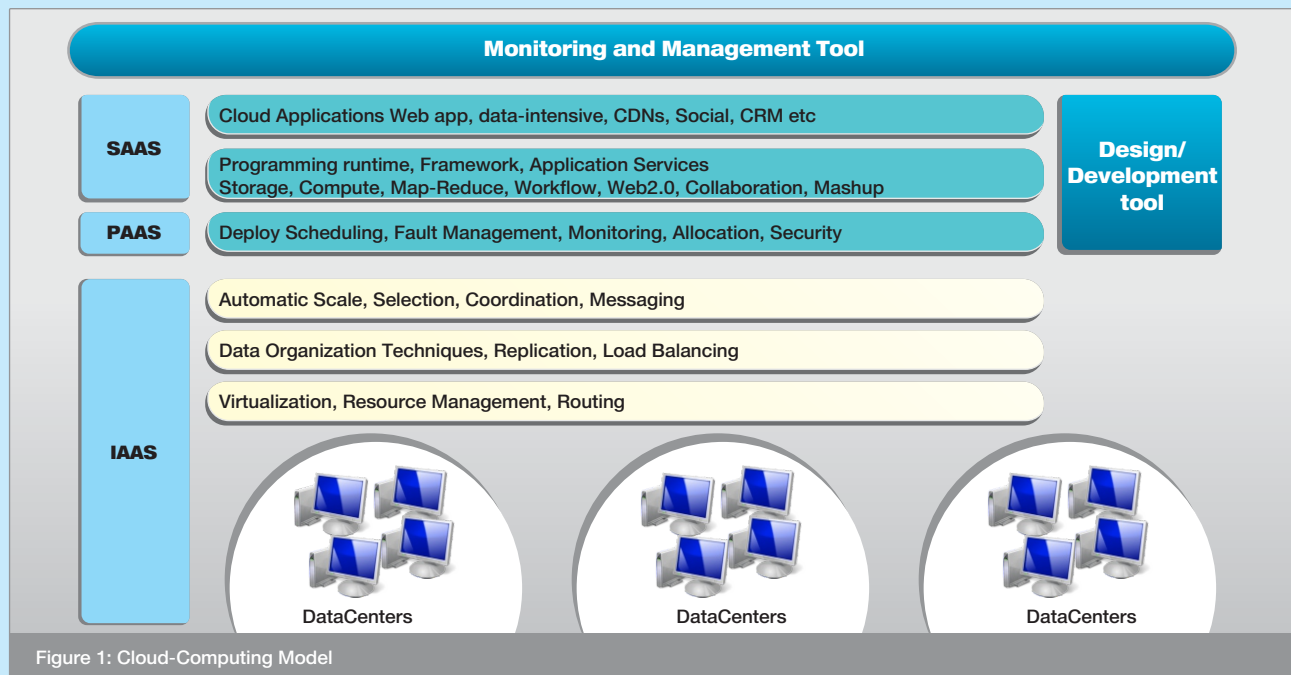 Monitoring and Management Tool
SAAS
Cloud Applications Web app, data-intensive, CDNs, Social, CRM etc
Programming runtime, Framework, Application Services
Storage, Compute, Map-Reduce, Workflow, Web2.0, Collaboration, Mashup
Design/
Development
tool
PAAS
Deploy Scheduling, Fault Management, Monitoring, Allocation, Security
IAAS
Automatic Scale, Selection, Coordination, Messaging
Data Organization Techniques, Replication, Load Balancing
Virtualization, Resource Management, Routing
DataCenters
DataCenters
DataCenters
Figure 1: Cloud-Computing Model